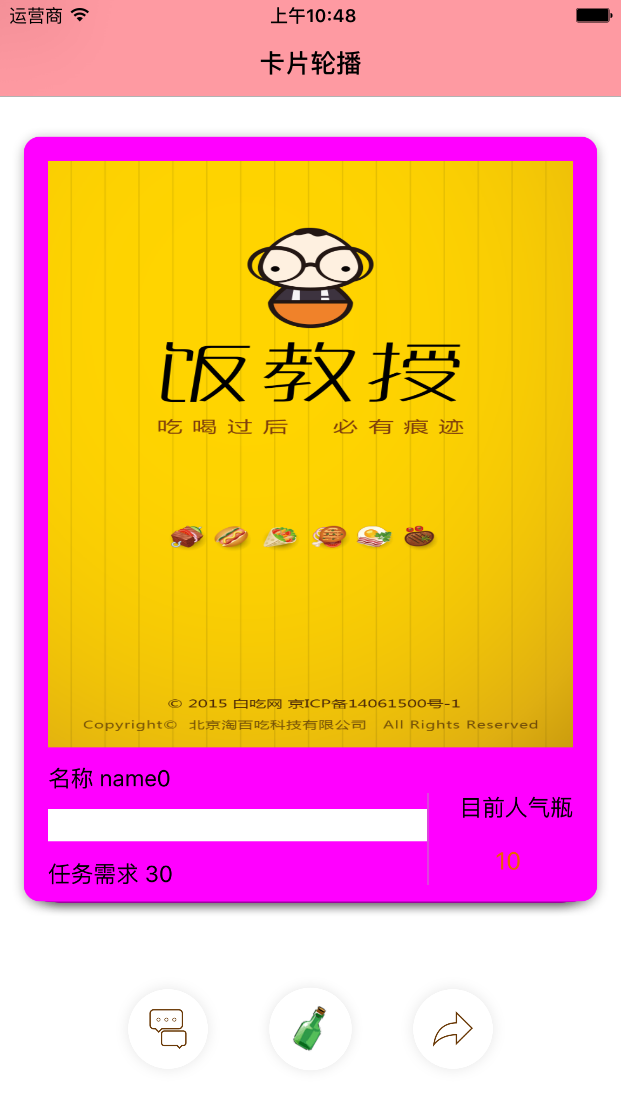 运营商 上午10:48
卡片轮播
饭教授
吃喝过后 必有痕迹
© 2015 白吃网 京ICP备14061500号-1
Copyright© 北京淘百吃科技有限公司 All Rights Reserved
名称 name0
目前人气瓶
10
任务需求 30